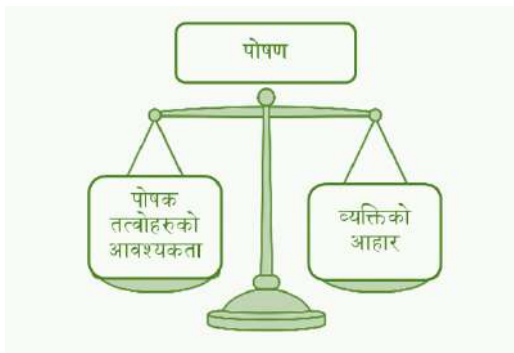 पोषण
पोषक
तत्वोहरुको
आवश्यकता
व्यक्तिको
आहार